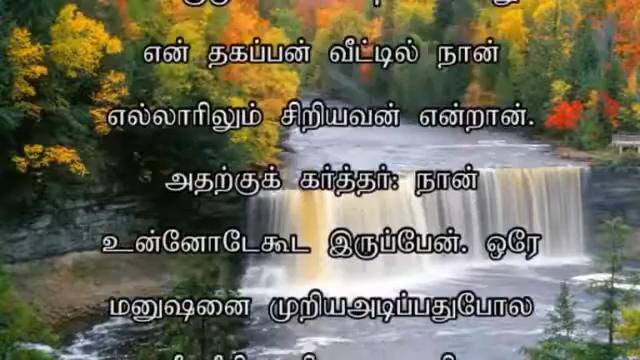 என் தகப்பன் வீட்டில் நான்
எல்லாரிலும் சிறியவன் என்றான்.
அதற்குக் கர்த்தர்: நான்
உன்னோடேகூட இருப்பேன். ஒரே
மனுஷனை முறியஅடிப்பதுபோல